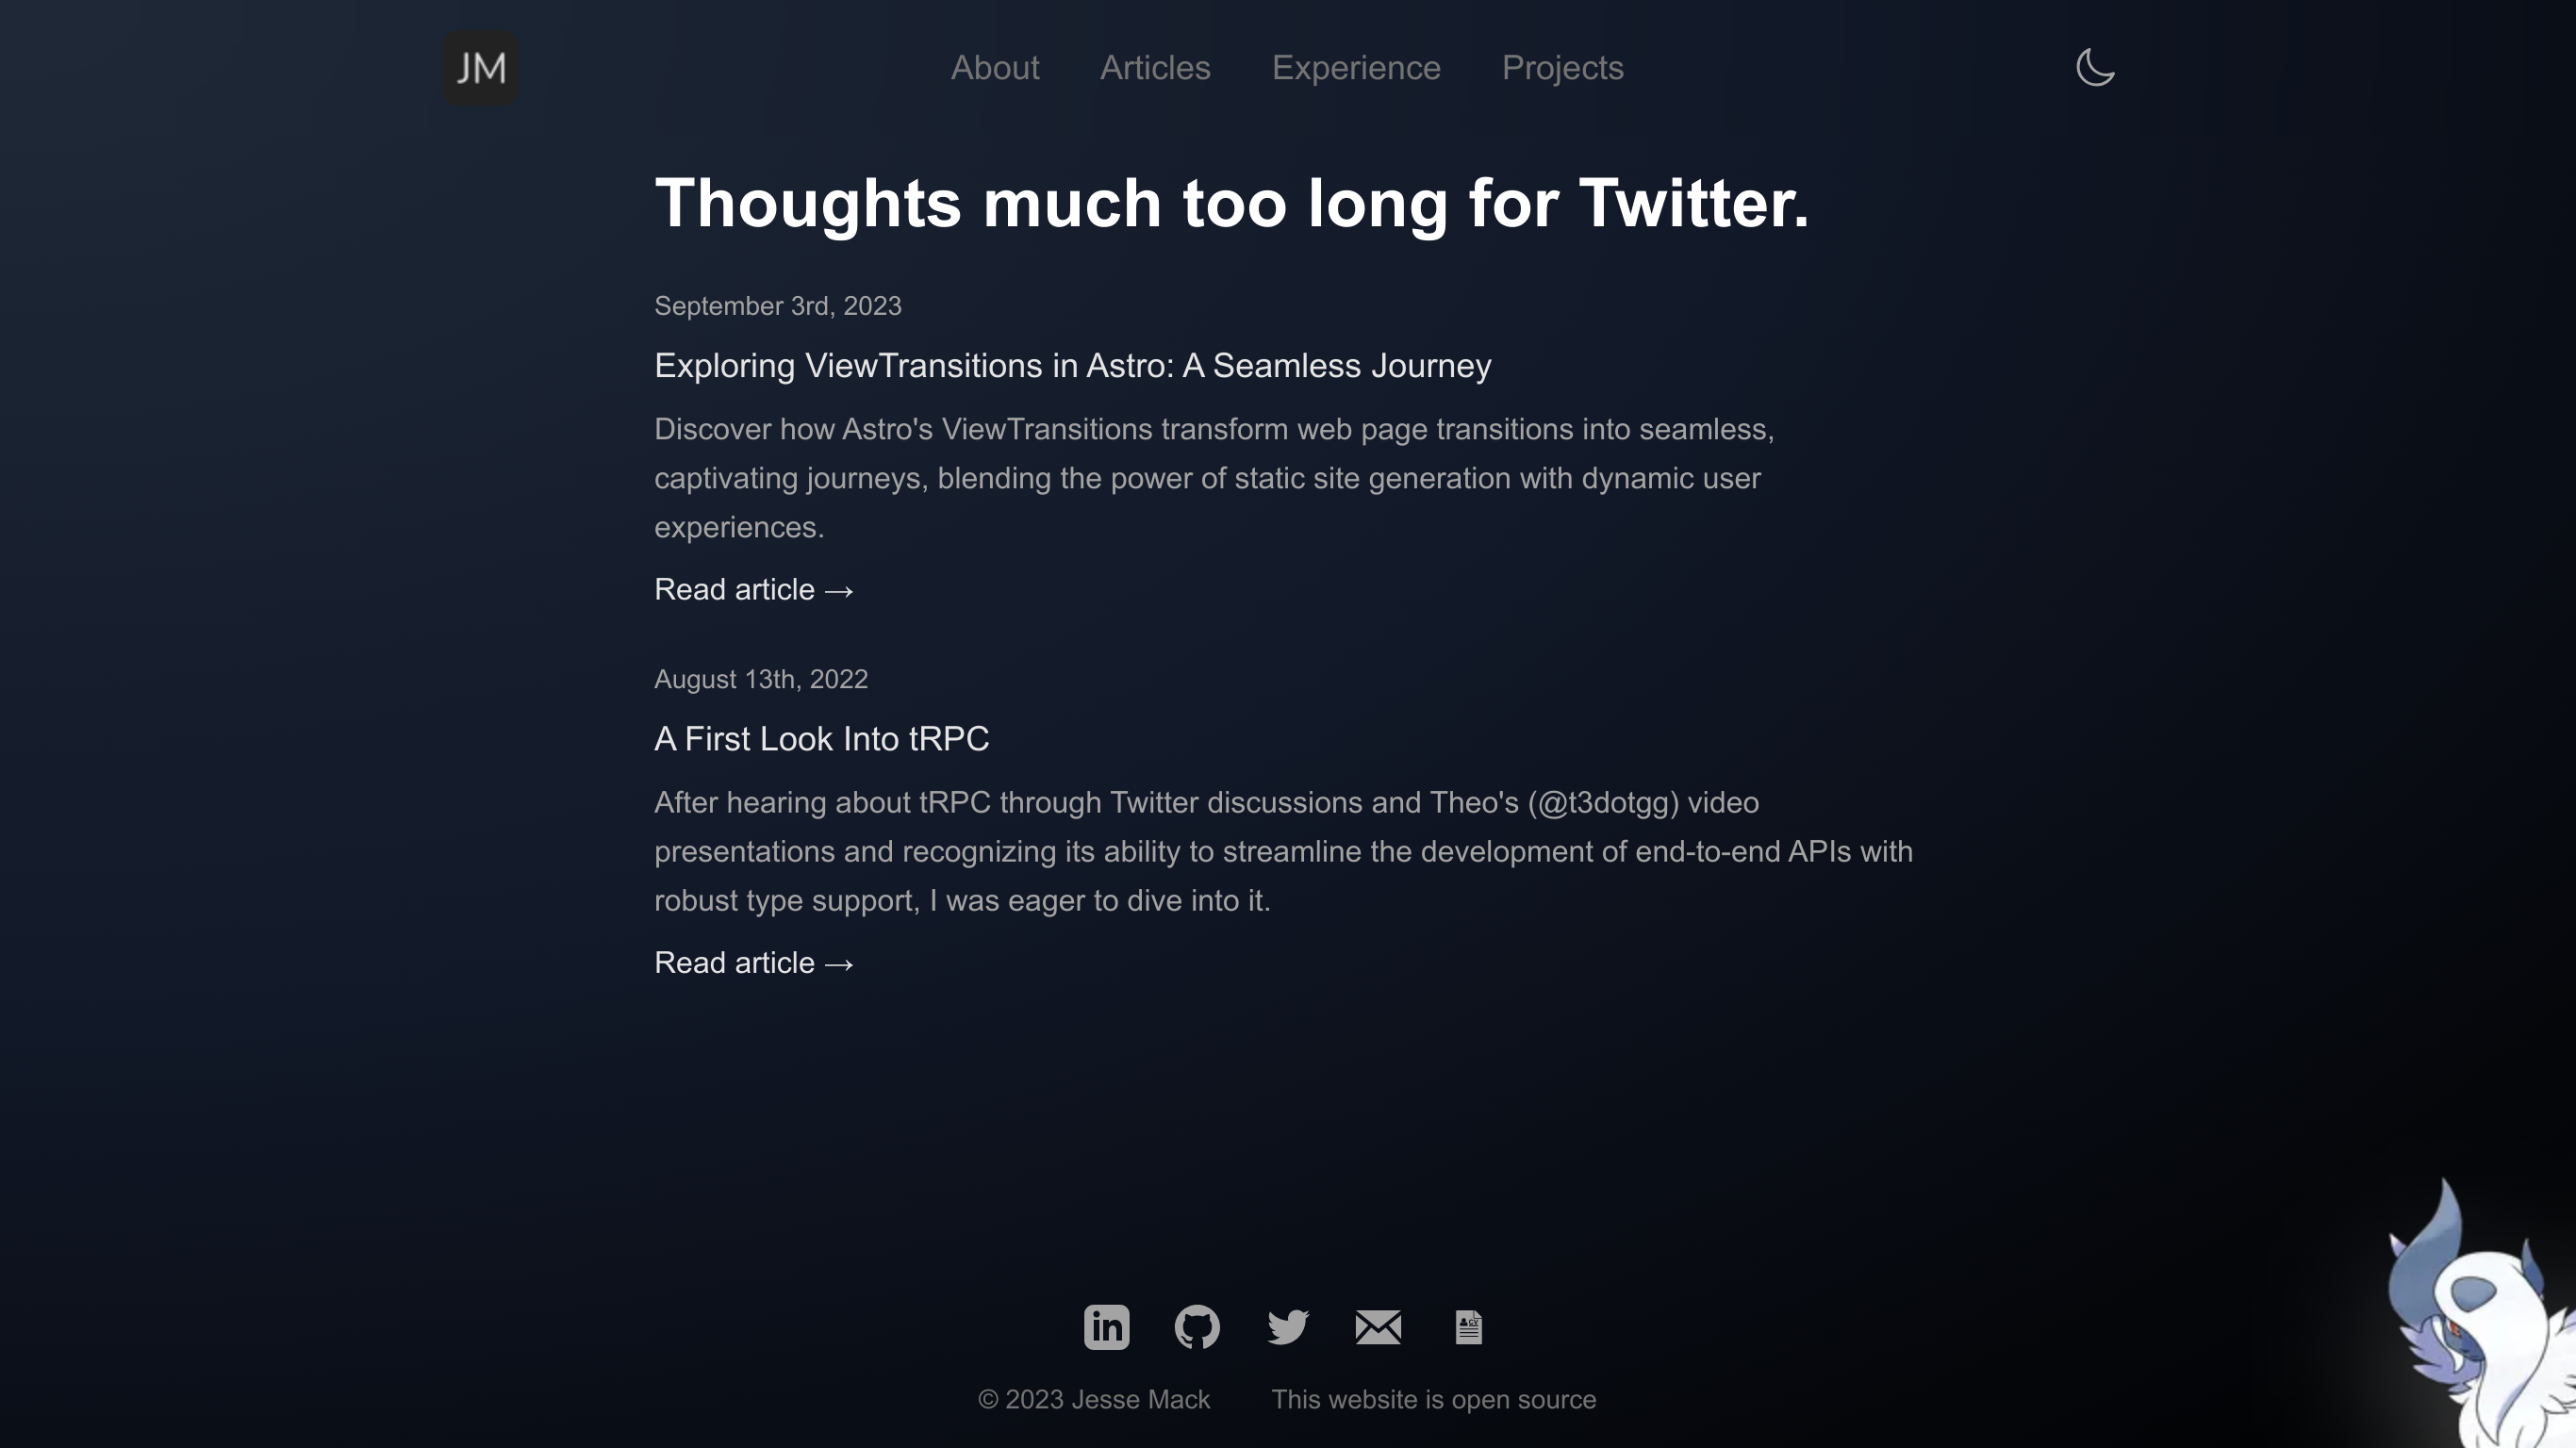 JM
About
Articles
Experience
Projects
Thoughts much too long for Twitter.
September 3rd, 2023
Exploring ViewTransitions in Astro: A Seamless Journey
Discover how Astro's ViewTransitions transform web page transitions into seamless,
captivating journeys, blending the power of static site generation with dynamic user
experiences.
Read article →
August 13th, 2022
A First Look Into tRPC
After hearing about tRPC through Twitter discussions and Theo's (@t3dotgg) video
presentations and recognizing its ability to streamline the development of end-to-end APIs with
robust type support, I was eager to dive into it.
Read article →
in
CV
© 2023 Jesse Mack
This website is open source